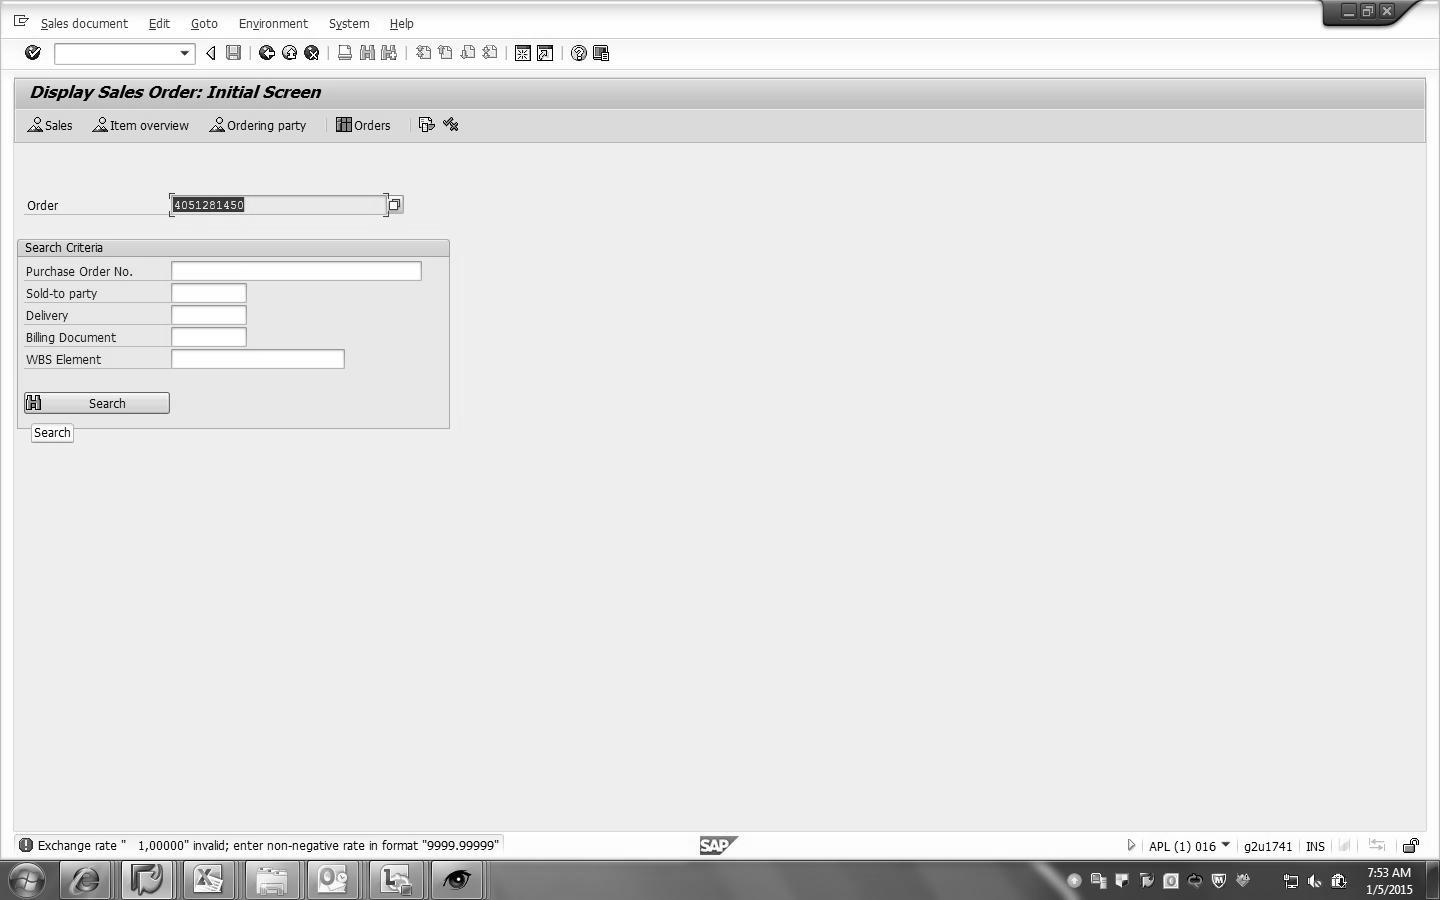 Sales document Edit Goto Environment System Help
Display Sales Order: Initial Screen
Sales Item overview Ordering party Orders
Order 4051281450
Search Criteria
Purchase Order No.
Sold-to party
Delivery
Billing Document
WBS Element
Search
Search
Exchange rate "   1,00000" invalid; enter non-negative rate in format "9999.99999" SAP APL (1) 016 g2u1741 INS
7:53 AM
1/5/2015